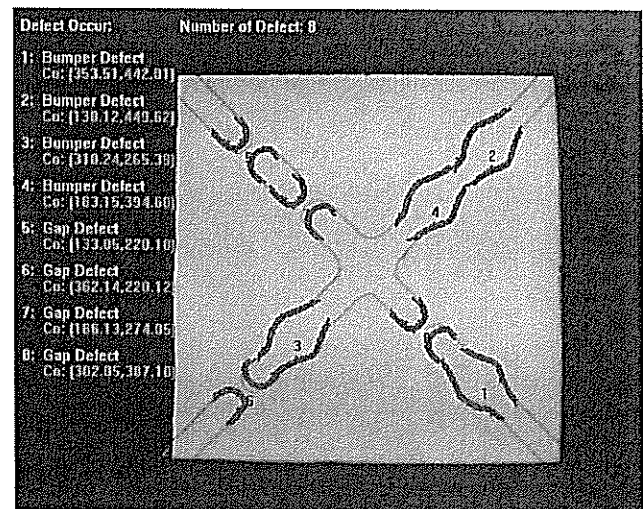 Defect Occur:
Number of Defect: 8
1: Bumper Defect
Co: (353.51,442.01)
2: Bumper Defect
Co: (130.12,449.62)
3: Bumper Defect
Co: (310.24,265.39)
4: Bumper Defect
Co: (163.15,394.60)
5: Gap Defect
Co: (133.05,220.10)
6: Gap Defect
Co: (362.14,220.12)
7: Gap Defect
Co: (186.13,274.05)
8: Gap Defect
Co: (302.05,387.10)
2
4
3
1